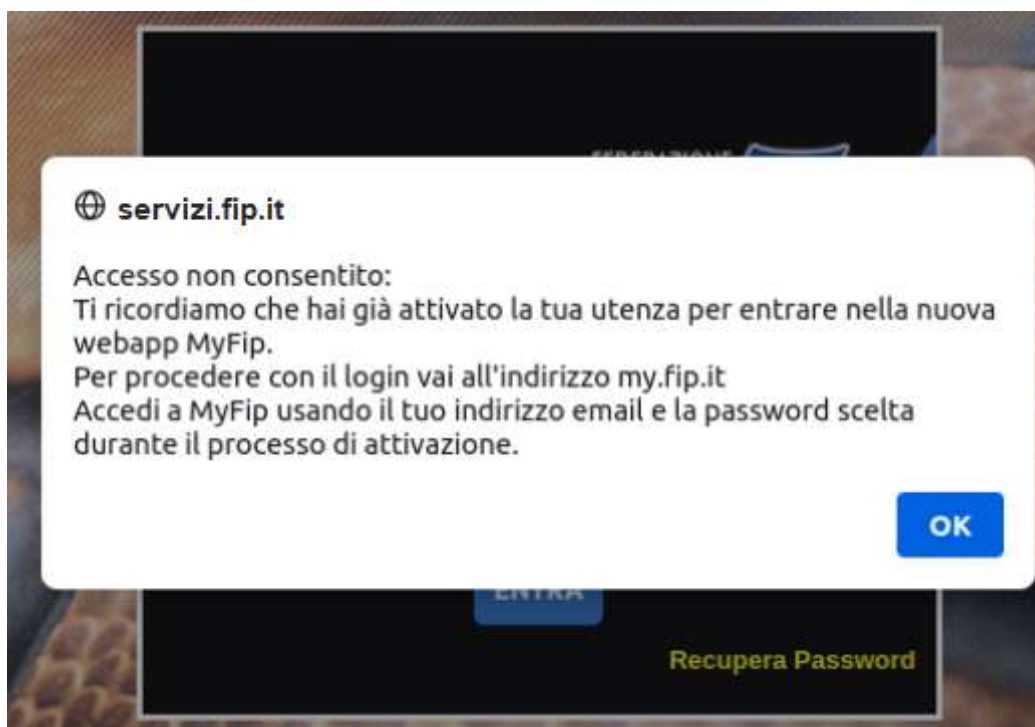 FEDERAZIONE
servizi.fip.it
Accesso non consentito:
Ti ricordiamo che hai già attivato la tua utenza per entrare nella nuova
webapp MyFip.
Per procedere con il login vai all'indirizzo my.fip.it
Accedi a MyFip usando il tuo indirizzo email e la password scelta
durante il processo di attivazione.
OK
ENTRA
Recupera Password